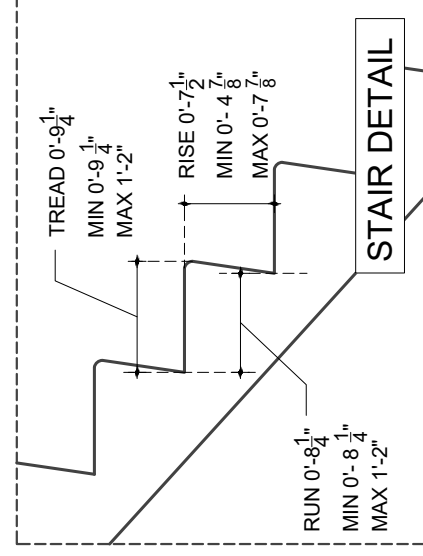 TREAD 0'-9 1/4"
MIN 0'-9 1/4"
MAX 1'-2"
RISE 0'-7 1/2"
MIN 0'- 4 7/8"
MAX 0'-7 7/8"
RUN 0'-8 1/4"
MIN 0'- 8 1/4"
MAX 1'-2"
STAIR DETAIL